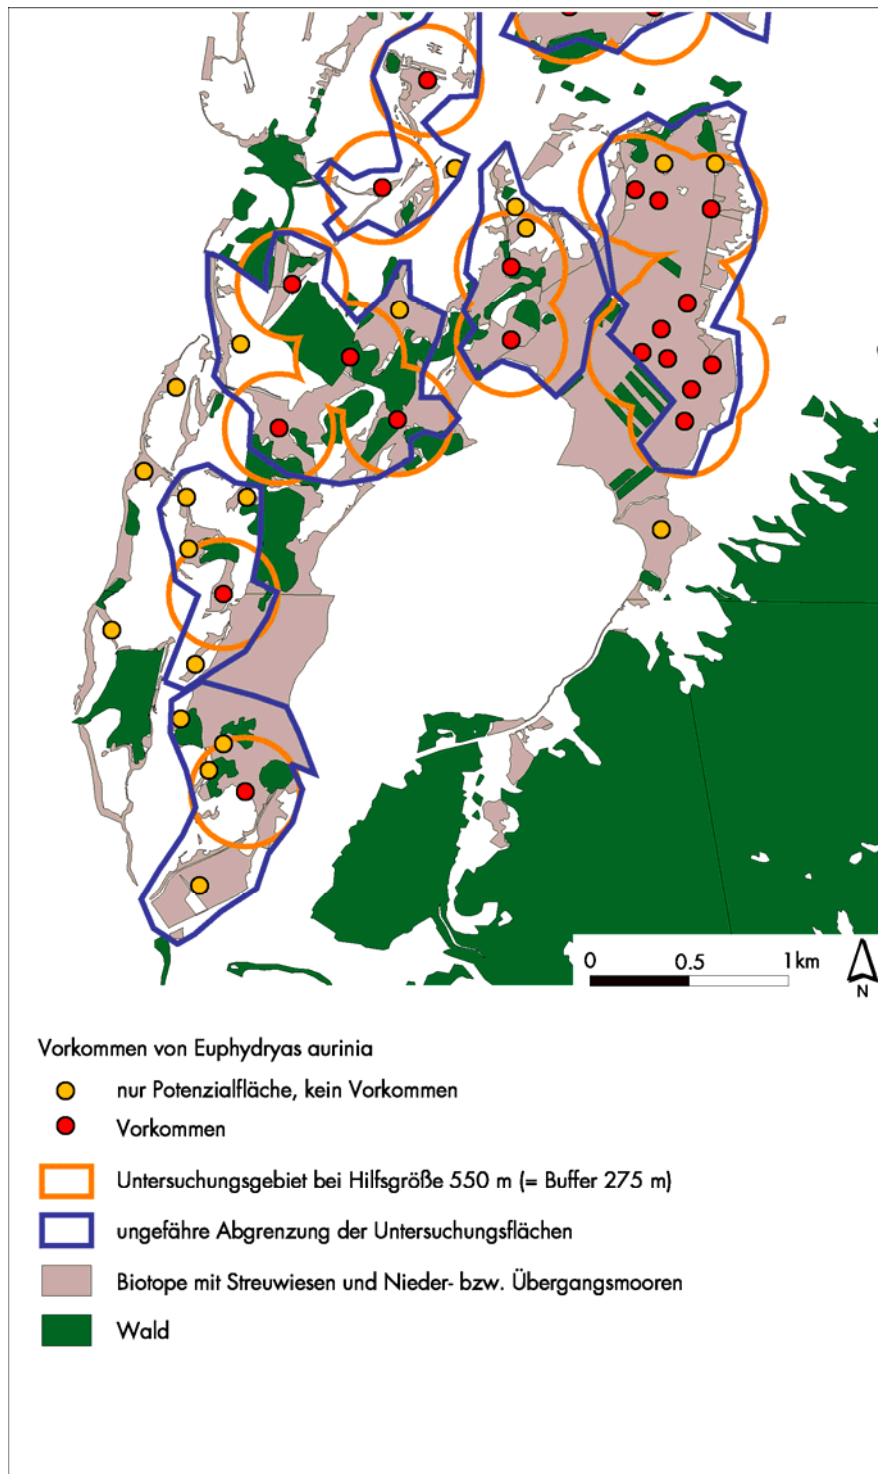 0 0.5 1km
N
Vorkommen von Euphydryas aurinia
nur Potenzialfläche, kein Vorkommen
Vorkommen
Untersuchungsgebiet bei Hilfsgröße 550 m (= Buffer 275 m)
ungefähre Abgrenzung der Untersuchungsflächen
Biotope mit Streuwiesen und Nieder- bzw. Übergangsmooren
Wald